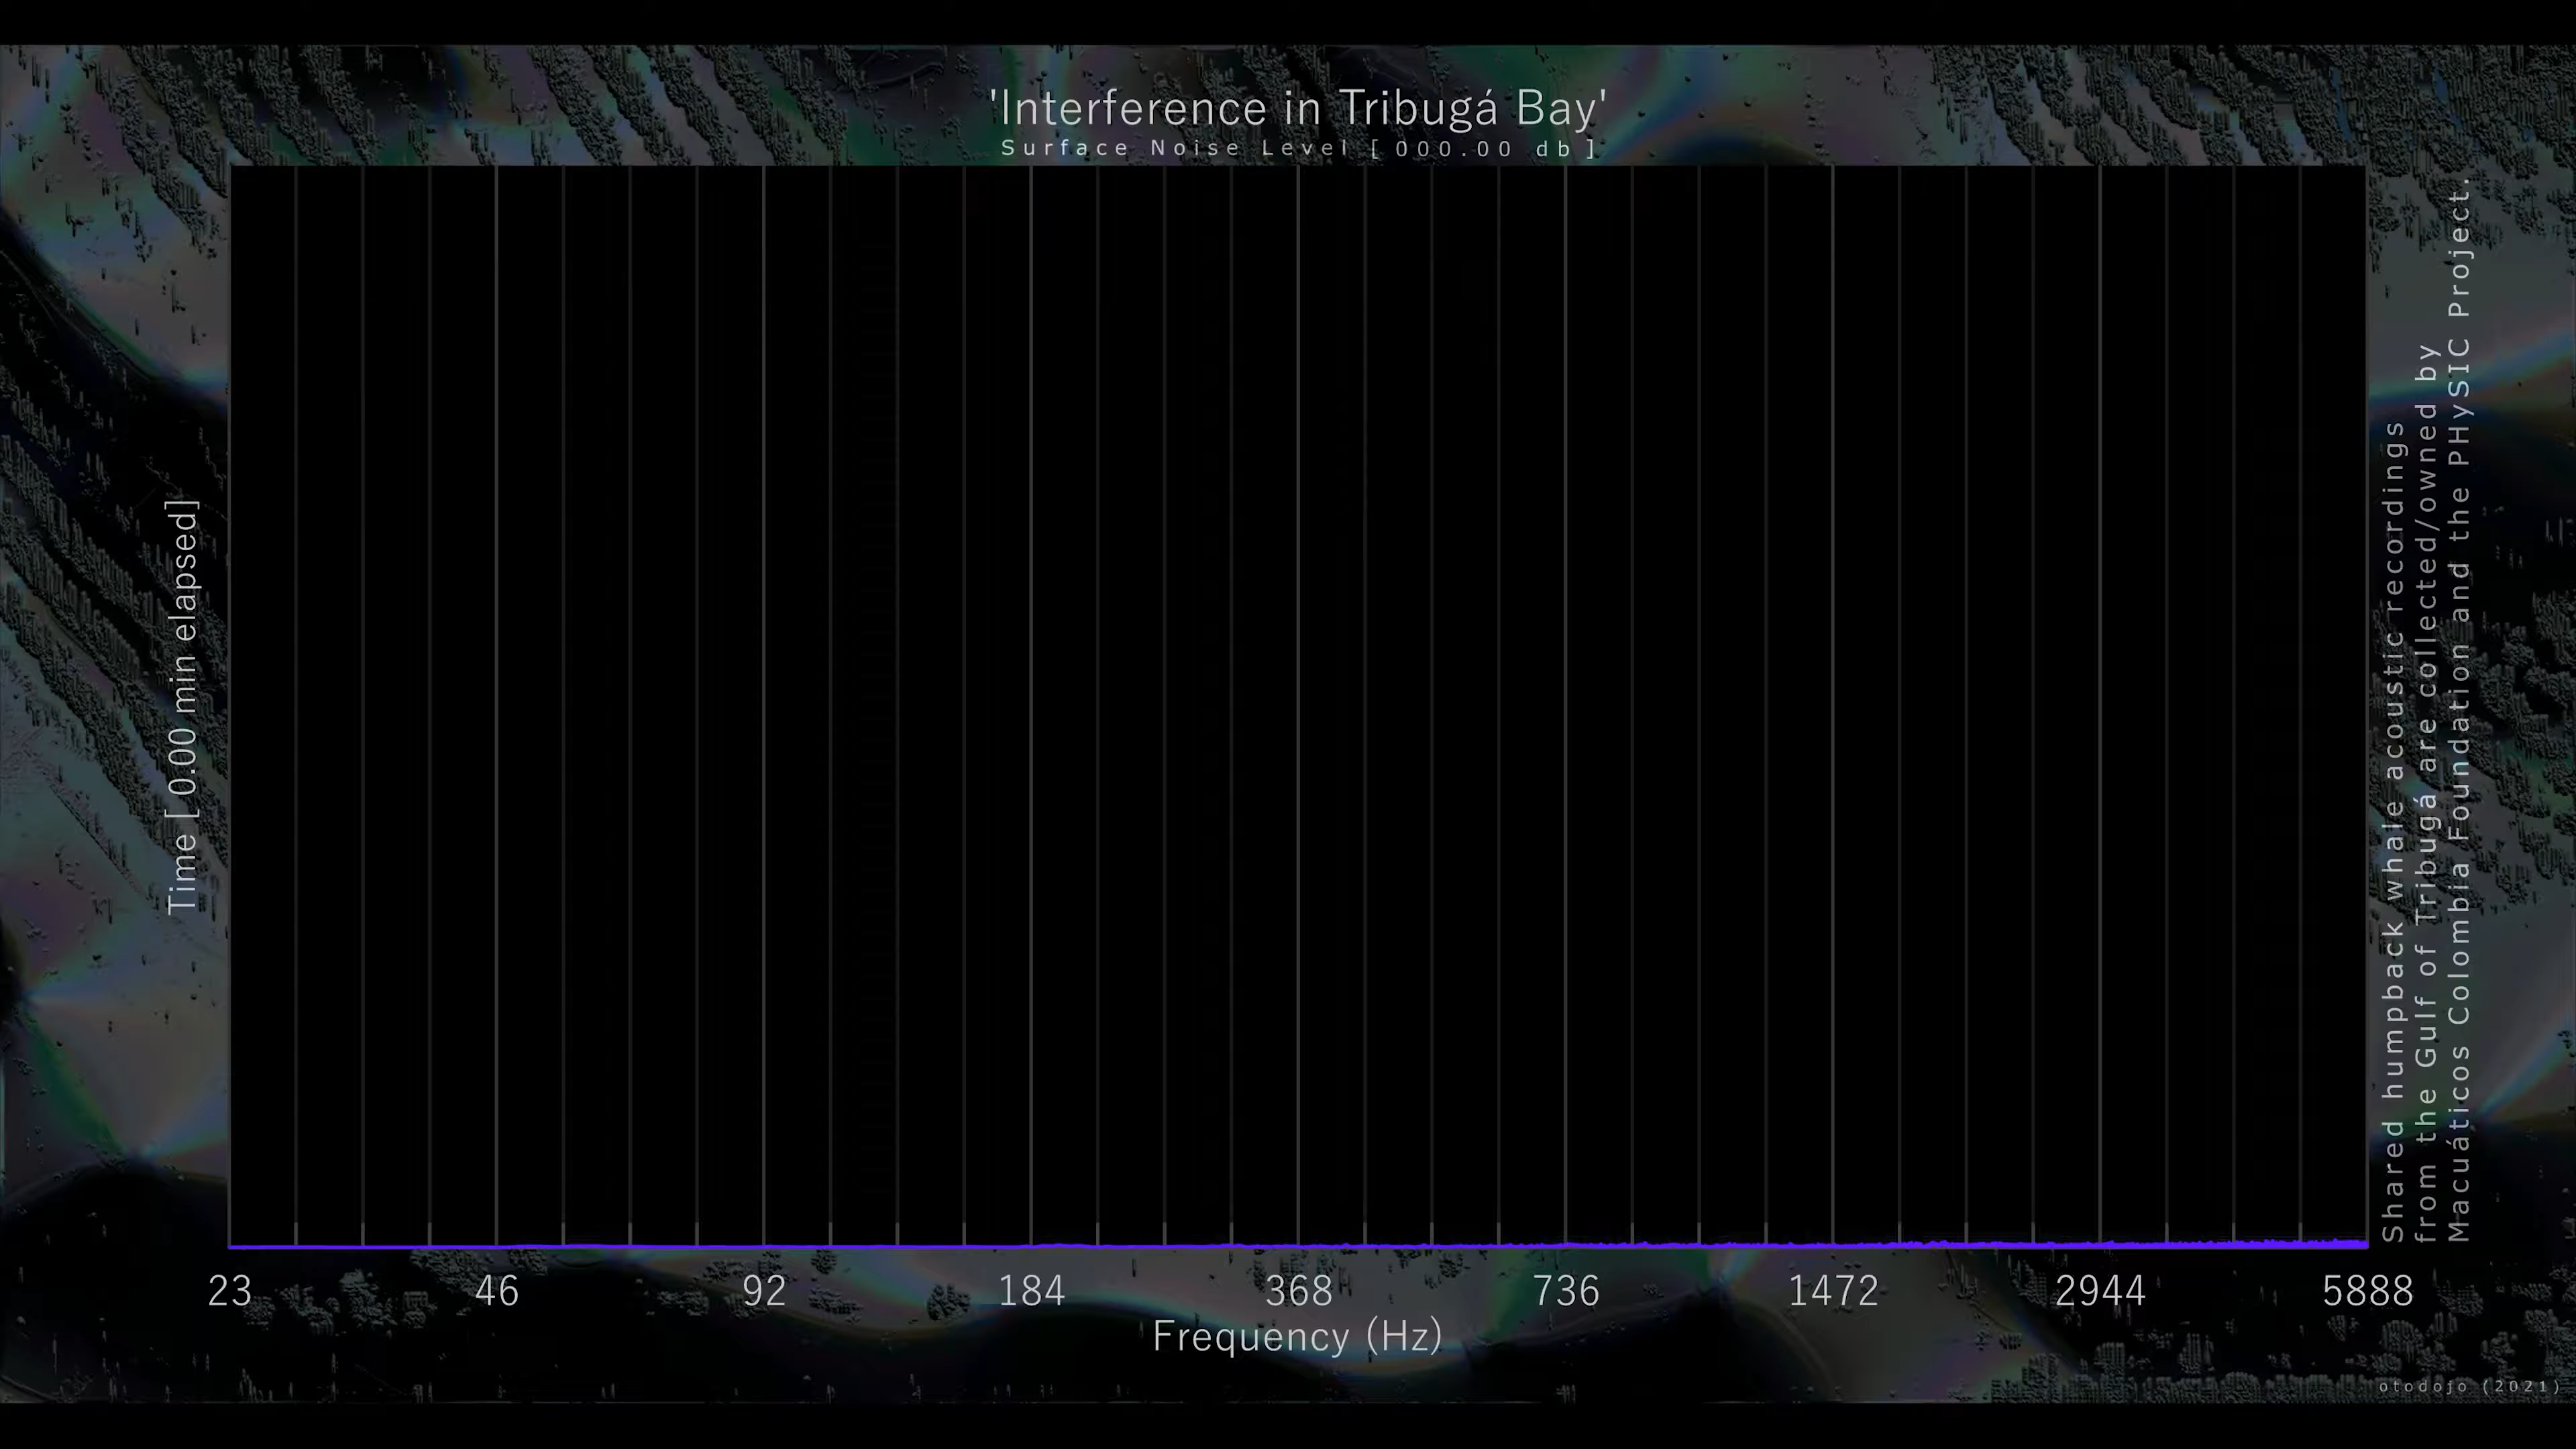 'Interference in Tribugá Bay'
Surface Noise Level [ 000.00 db ]
Time [ 0.00 min elapsed]
Shared humpback whale acoustic recordings
from the Gulf of Tribugá are collected/owned by
Macuáticos Colombia Foundation and the PHySIC Project.
23 46 92 184 368 736 1472 2944 5888
Frequency (Hz)
otodojo (2021)